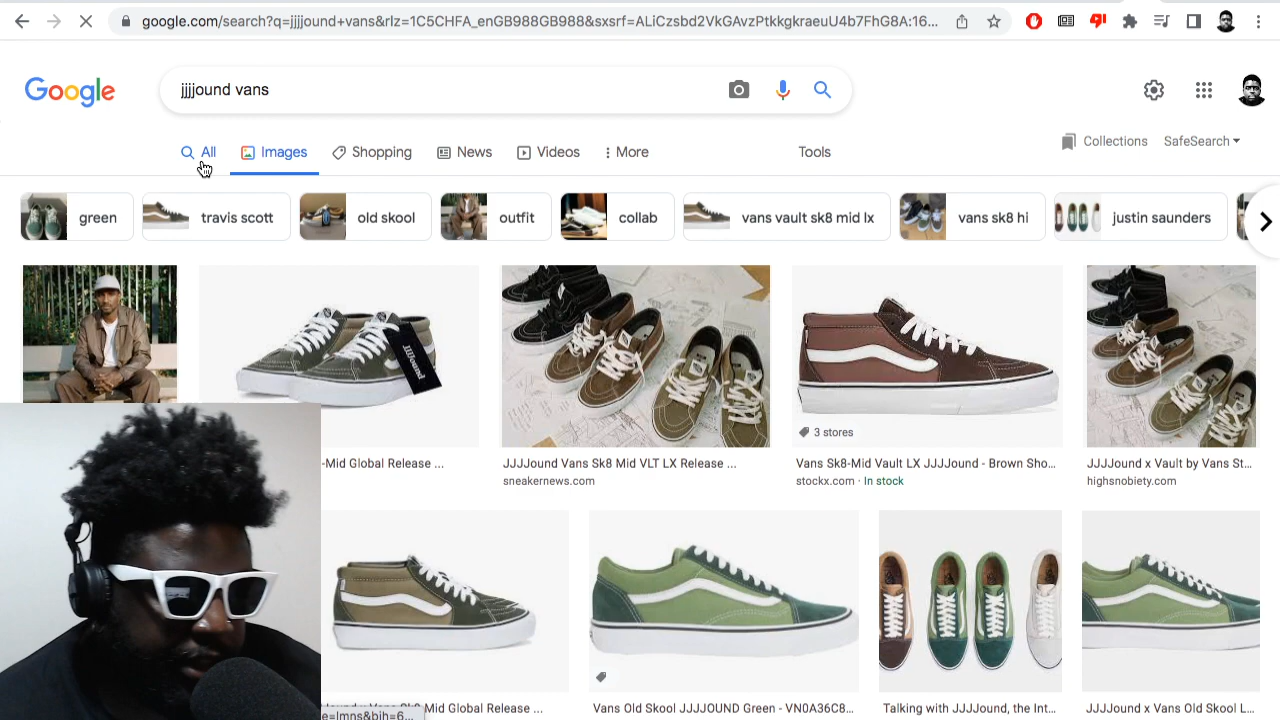 google.com/search?q=jjjjound+vans&rlz=1C5CHFA_enGB988GB988&sxsrf=ALiCzsbd2VkGAvzPtkkgkraeuU4b7FhG8A:16...
Google
jjjjound vans
All Images Shopping News Videos More Tools
Collections SafeSearch
green travis scott old skool outfit collab vans vault sk8 mid lx vans sk8 hi justin saunders
JJJJound
3 stores
-Mid Global Release ...
JJJJound Vans Sk8 Mid VLT LX Release ...
sneakernews.com
Vans Sk8-Mid Vault LX JJJJound - Brown Sho...
stockx.com · In stock
JJJJound x Vault by Vans St...
highsnobiety.com
Mid Global Release ...
Vans Old Skool JJJJOUND Green - VN0A36C8...
Talking with JJJJound, the Int...
JJJJound x Vans Old Skool L...
e=lmns&bih=6...